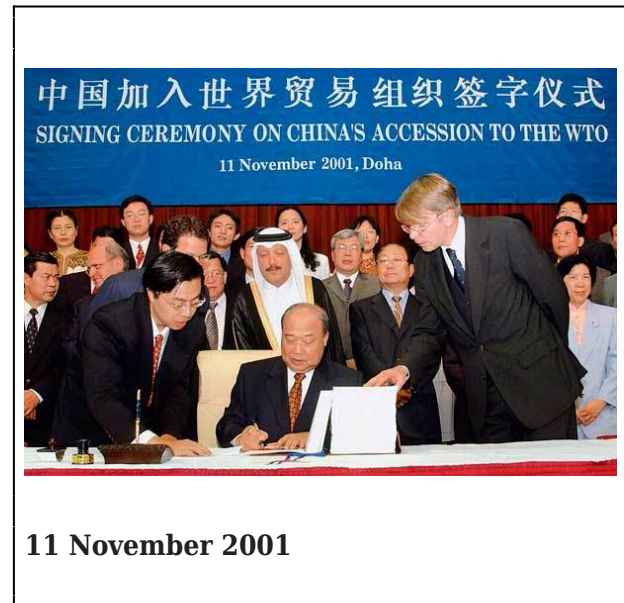 中国加入世界贸易组织签字仪式
SIGNING CEREMONY ON CHINA'S ACCESSION TO THE WTO
11 November 2001, Doha
11 November 2001